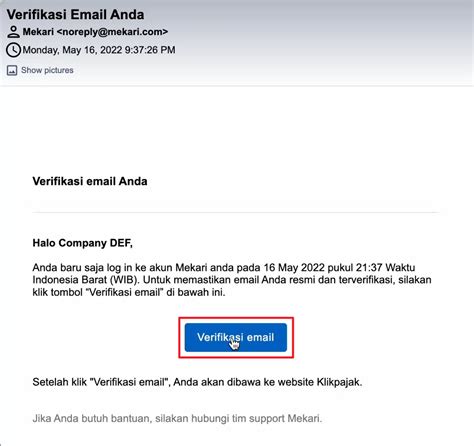 Verifikasi Email Anda
Mekari <noreply@mekari.com>
Monday, May 16, 2022 9:37:26 PM
Show pictures
Verifikasi email Anda
Halo Company DEF,
Anda baru saja log in ke akun Mekari anda pada 16 May 2022 pukul 21:37 Waktu
Indonesia Barat (WIB). Untuk memastikan email Anda resmi dan terverifikasi, silakan
klik tombol “Verifikasi email” di bawah ini.
Verifikasi email
Setelah klik "Verifikasi email", Anda akan dibawa ke website Klikpajak.
Jika Anda butuh bantuan, silakan hubungi tim support Mekari.